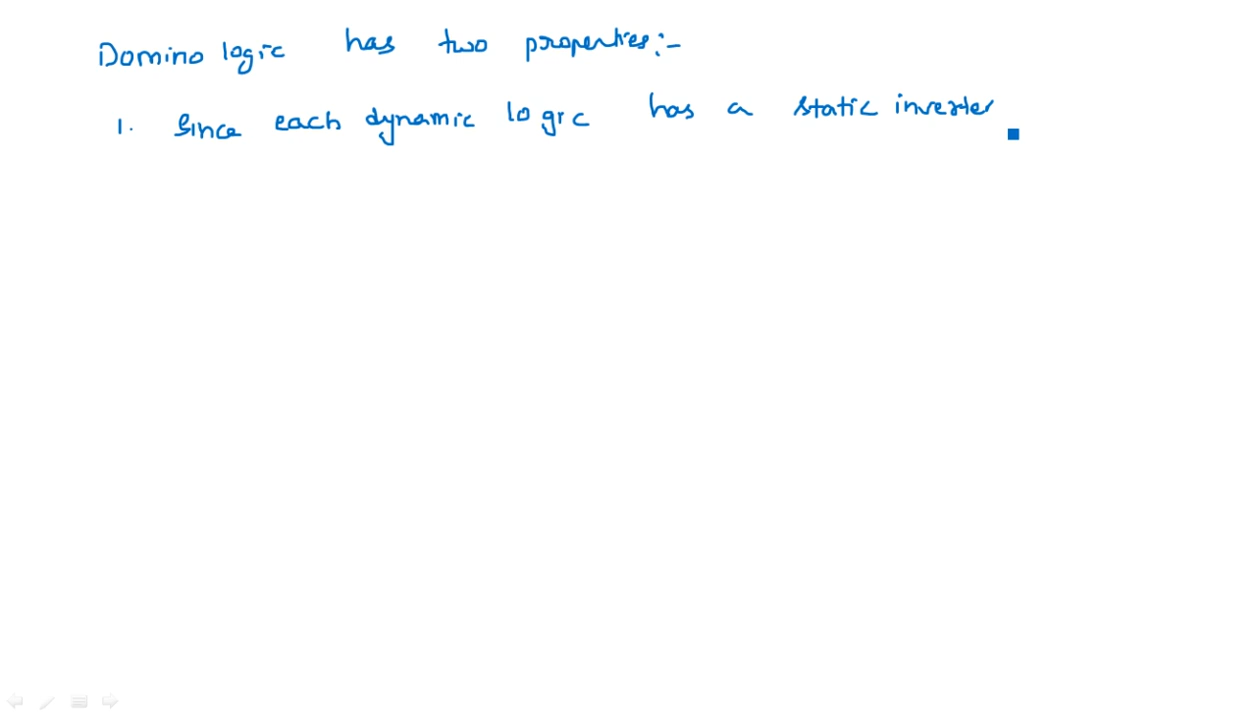 Domino logic has two properties:-
1. Since each dynamic logic has a static inverter